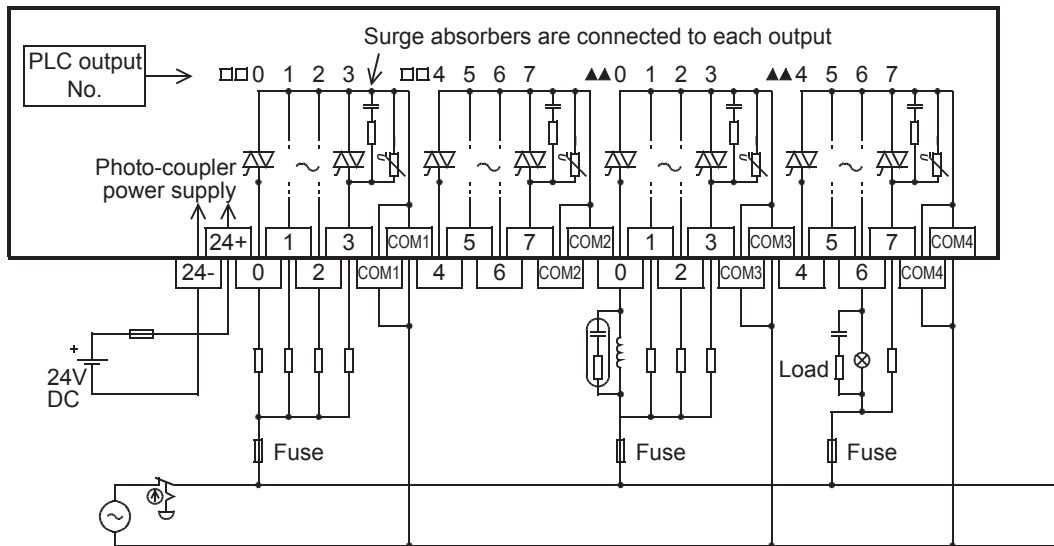 Surge absorbers are connected to each output
PLC output
No.
□□0 1 2 3 □□4 5 6 7 ▲▲0 1 2 3 ▲▲4 5 6 7
Photo-coupler
power supply
24+ 1 3 COM1 5 7 COM2 1 3 COM3 5 7 COM4
24- 0 2 COM1 4 6 COM2 0 2 COM3 4 6 COM4
+
24V
DC
Load
Fuse Fuse Fuse